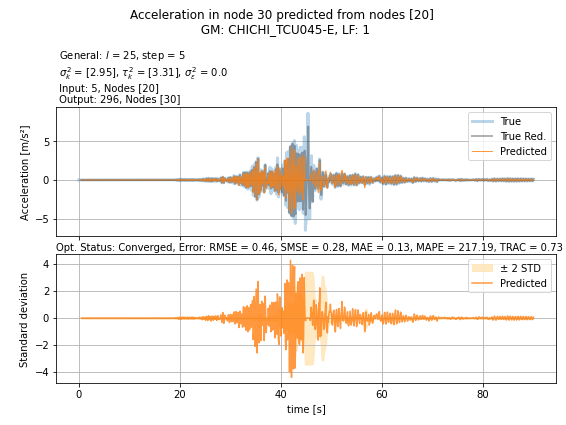 Acceleration in node 30 predicted from nodes [20]
GM: CHICHI_TCU045-E, LF: 1
General: l = 25, step = 5
σ²ₖ = [2.95], τ²ₖ = [3.31], σ²ₑ = 0.0
Input: 5, Nodes [20]
Output: 296, Nodes [30]
True
True Red.
Predicted
5
0
−5
Acceleration [m/s²]
Opt. Status: Converged, Error: RMSE = 0.46, SMSE = 0.28, MAE = 0.13, MAPE = 217.19, TRAC = 0.73
± 2 STD
Predicted
4
2
0
−2
−4
Standard deviation
0 20 40 60 80
time [s]